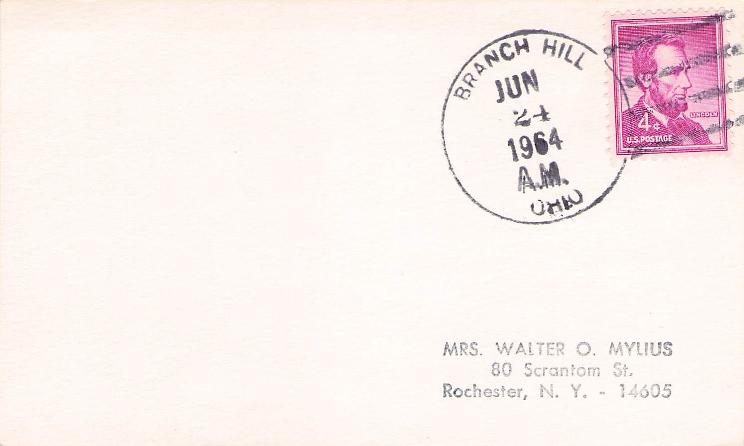 BRANCH HILL
JUN
24
1964
A.M.
OHIO
4¢
LINCOLN
U.S. POSTAGE
MRS. WALTER O. MYLIUS
80 Scrantom St.
Rochester, N. Y. - 14605